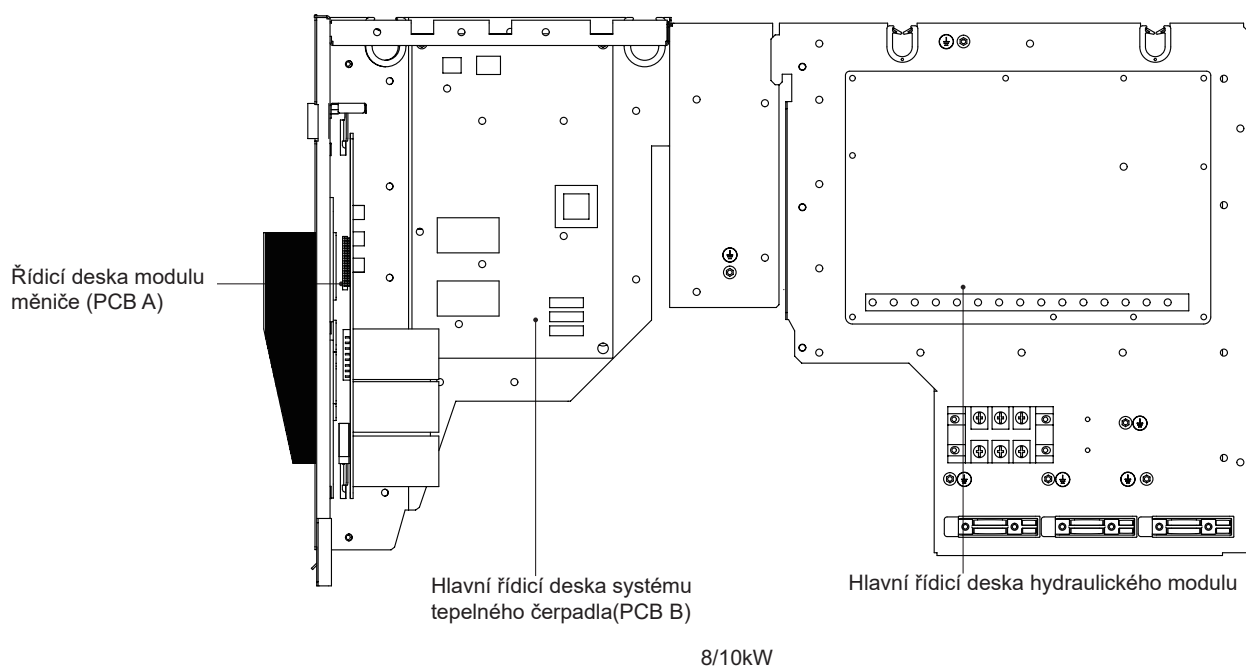 Řídicí deska modulu
měniče (PCB A)
Hlavní řídicí deska systému
tepelného čerpadla(PCB B)
Hlavní řídicí deska hydraulického modulu
8/10kW